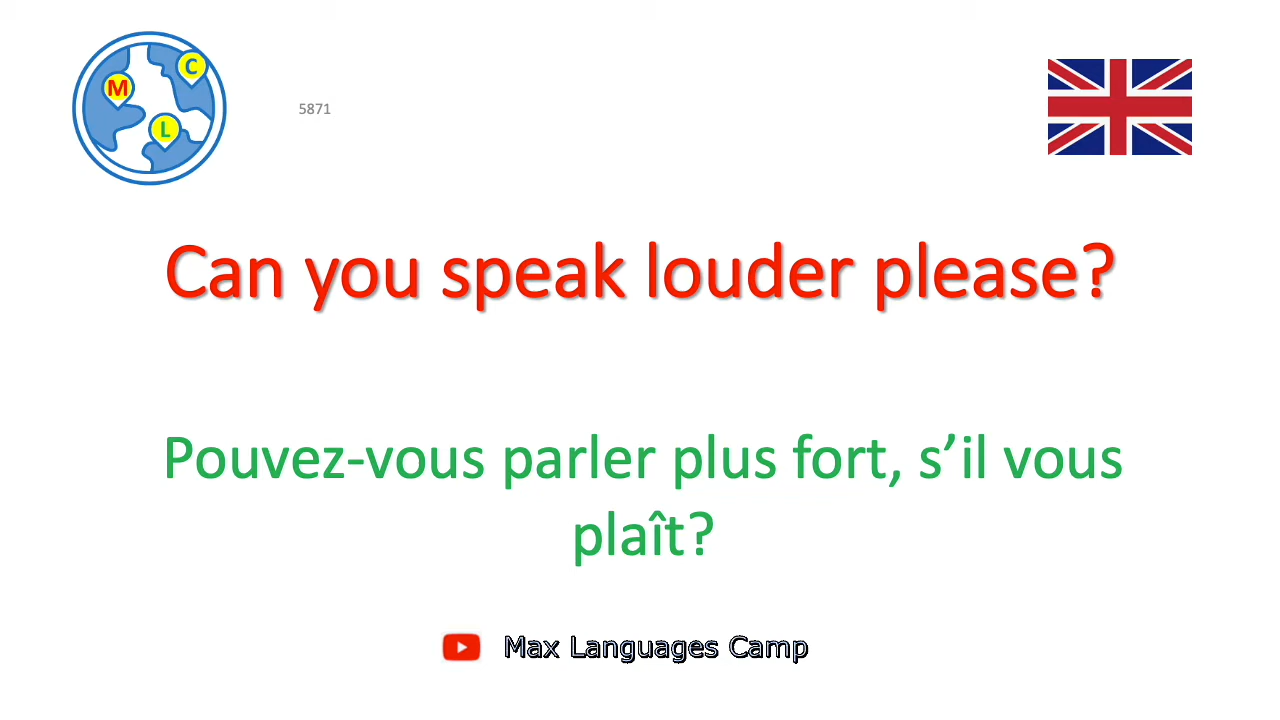 M
C
L
5871
Can you speak louder please?
Pouvez-vous parler plus fort, s’il vous
plaît?
Max Languages Camp